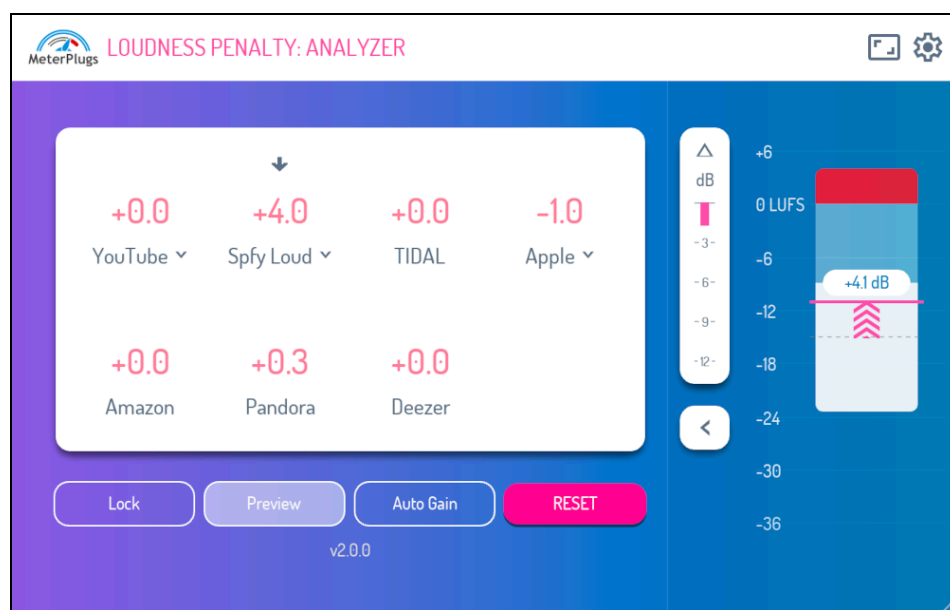 MeterPlugs
LOUDNESS PENALTY: ANALYZER
+0.0
YouTube
+4.0
Spfy Loud
+0.0
TIDAL
-1.0
Apple
+0.0
Amazon
+0.3
Pandora
+0.0
Deezer
Lock
Preview
Auto Gain
RESET
v2.0.0
dB
-3-
-6-
-9-
-12-
+6
0 LUFS
-6
-12
-18
-24
-30
-36
+4.1 dB